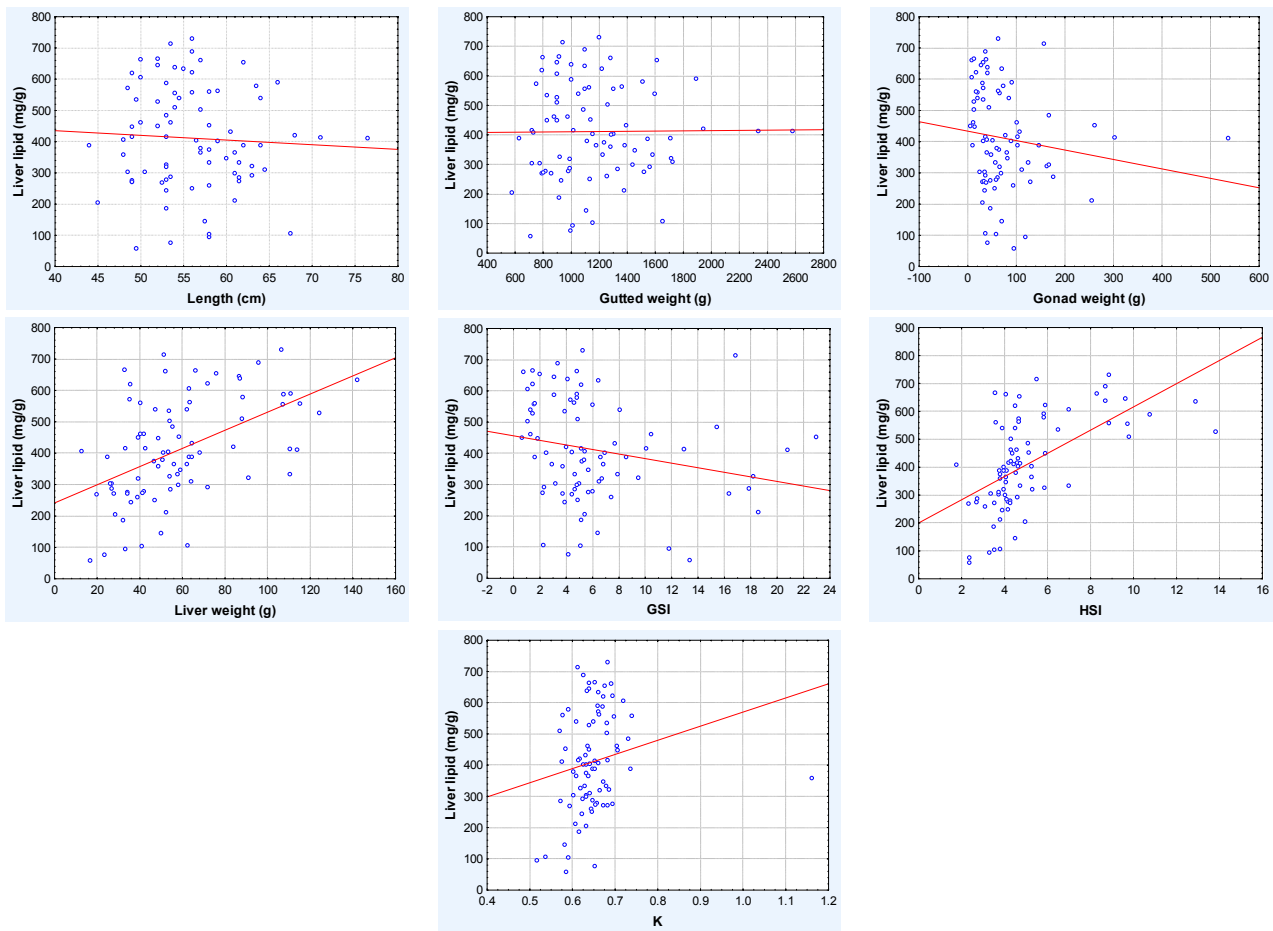 800
700
600
500
400
300
200
100
0
40 45 50 55 60 65 70 75 80
Liver lipid (mg/g)
Length (cm)
800
700
600
500
400
300
200
100
0
400 800 1200 1600 2000 2400 2800
600 1000 1400 1800 2200 2600
Liver lipid (mg/g)
Gutted weight (g)
800
700
600
500
400
300
200
100
0
-100 0 100 200 300 400 500 600
Liver lipid (mg/g)
Gonad weight (g)
800
700
600
500
400
300
200
100
0
0 20 40 60 80 100 120 140 160
Liver lipid (mg/g)
Liver weight (g)
800
700
600
500
400
300
200
100
0
-2 0 2 4 6 8 10 12 14 16 18 20 22 24
Liver lipid (mg/g)
GSI
900
800
700
600
500
400
300
200
100
0
0 2 4 6 8 10 12 14 16
Liver lipid (mg/g)
HSI
800
700
600
500
400
300
200
100
0
0.4 0.5 0.6 0.7 0.8 0.9 1.0 1.1 1.2
Liver lipid (mg/g)
K